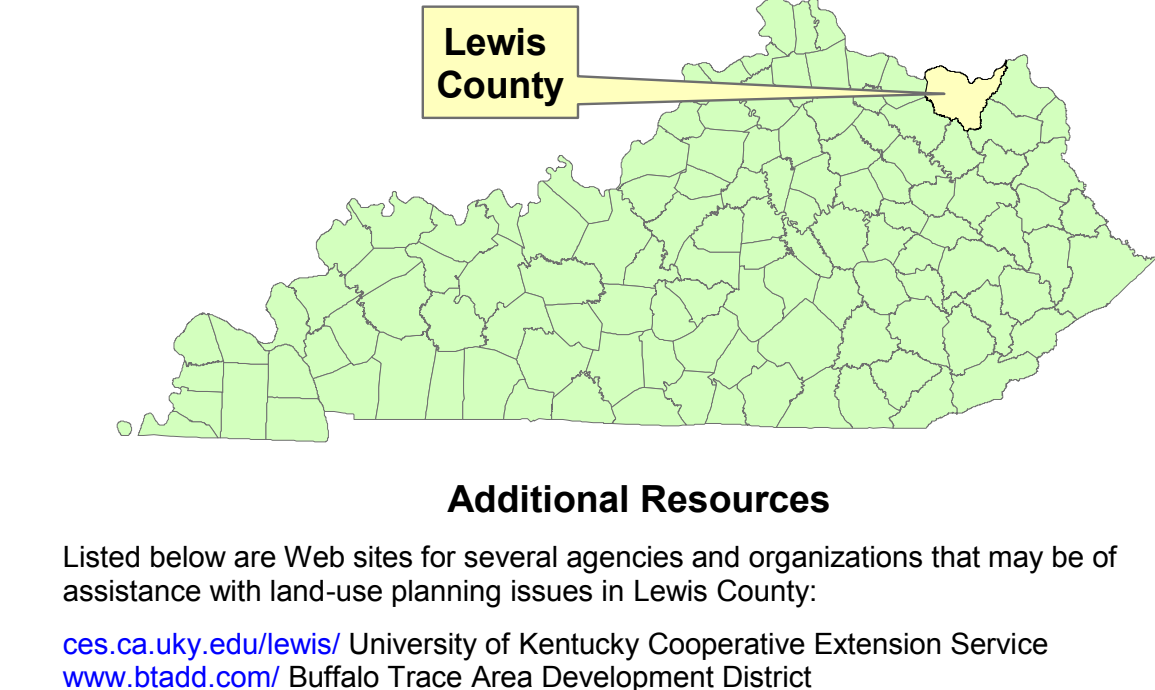 Lewis
County
Additional Resources
Listed below are Web sites for several agencies and organizations that may be of
assistance with land-use planning issues in Lewis County:
ces.ca.uky.edu/lewis/ University of Kentucky Cooperative Extension Service
www.btadd.com/ Buffalo Trace Area Development District